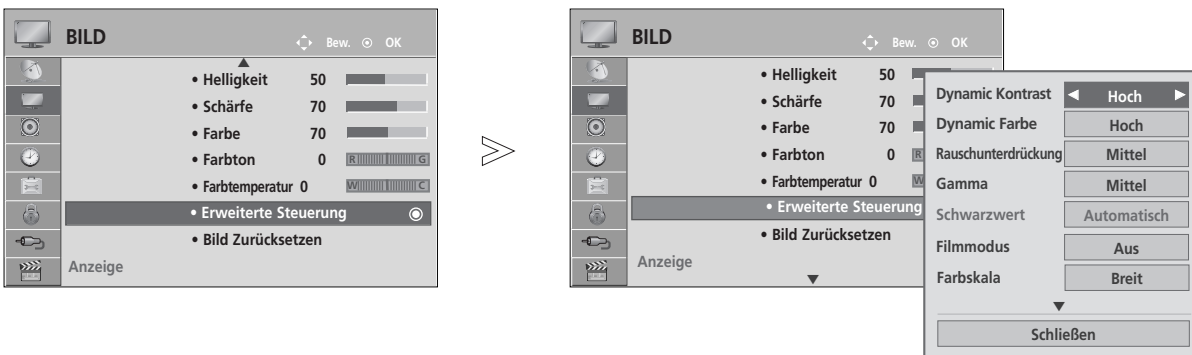 BILD
Bew. OK
• Helligkeit 50
• Schärfe 70
• Farbe 70
• Farbton 0 R G
• Farbtemperatur 0 W C
• Erweiterte Steuerung
• Bild Zurücksetzen
Anzeige
>
BILD
Bew. OK
• Helligkeit 50
• Schärfe 70
• Farbe 70
• Farbton 0 R
• Farbtemperatur 0 W
• Erweiterte Steuerung
• Bild Zurücksetzen
Anzeige
Dynamic Kontrast Hoch
Dynamic Farbe Hoch
Rauschunterdrückung Mittel
Gamma Mittel
Schwarzwert Automatisch
Filmmodus Aus
Farbskala Breit
Schließen